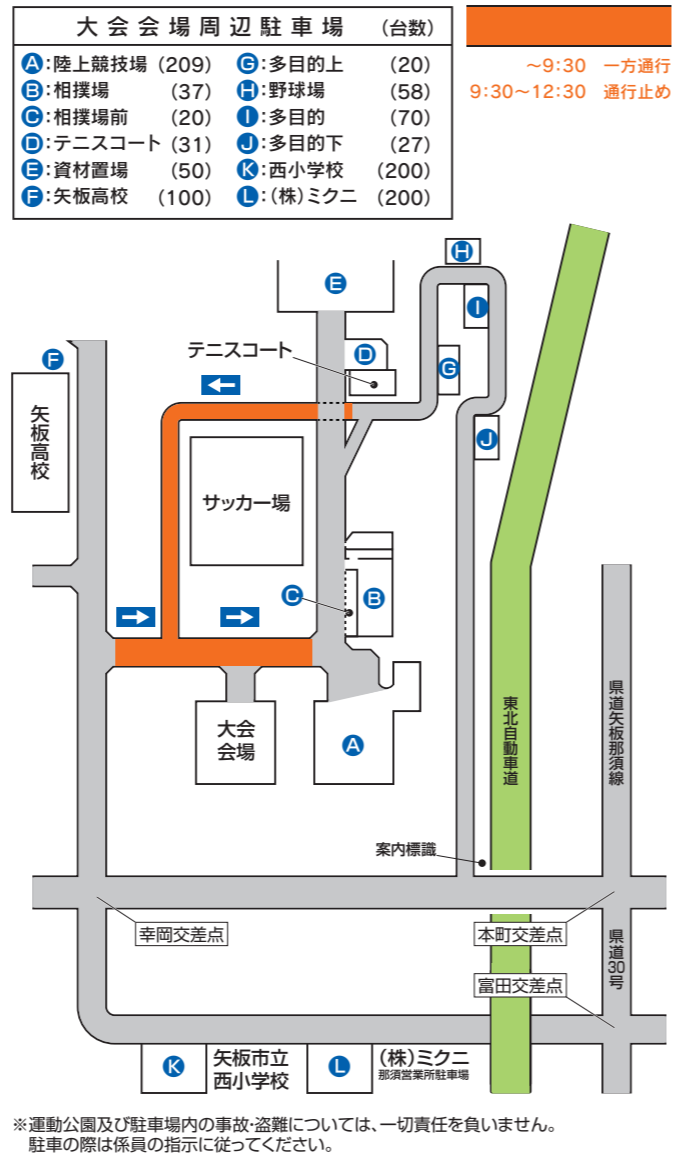 大会会場周辺駐車場 (台数)
A:陸上競技場 (209) G:多目的上 (20)
B:相撲場 (37) H:野球場 (58)
C:相撲場前 (20) I:多目的 (70)
D:テニスコート (31) J:多目的下 (27)
E:資材置場 (50) K:西小学校 (200)
F:矢板高校 (100) L:(株)ミクニ (200)
～9:30 一方通行
9:30～12:30 通行止め
H
E
I
テニスコート
D
F
G
矢板高校
J
サッカー場
C
B
大会
会場
A
東北自動車道
県道矢板那須線
案内標識
幸岡交差点
本町交差点
県道30号
富田交差点
K
矢板市立
西小学校
L
(株)ミクニ
那須営業所駐車場
※運動公園及び駐車場内の事故・盗難については、一切責任を負いません。
駐車の際は係員の指示に従ってください。